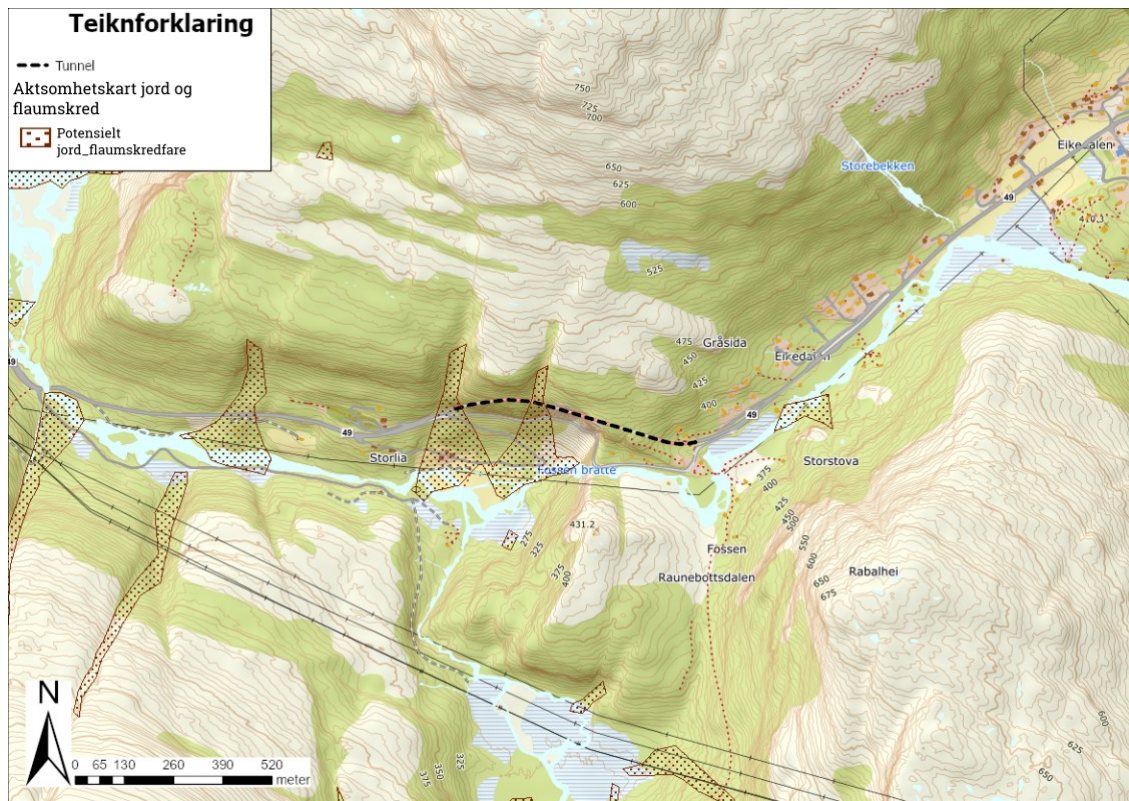 Teiknforklaring
Tunnel
Aktsomhetskart jord og
flaumskred
Potensielt
jord_flaumskredfare
750
725
700
650
625
600
525
475
450
425
400
Storebekken
Eikedalen
49
Gråsida
Eikedalen
49
49
49
Storlia
Fossen bratte
Storstova
375
400
425
450
500
550
600
650
675
431.2
275
325
375
400
Fossen
Raunebottsdalen
Rabalhei
N
0 65 130 260 390 520
meter
375
350
325
600
625
650